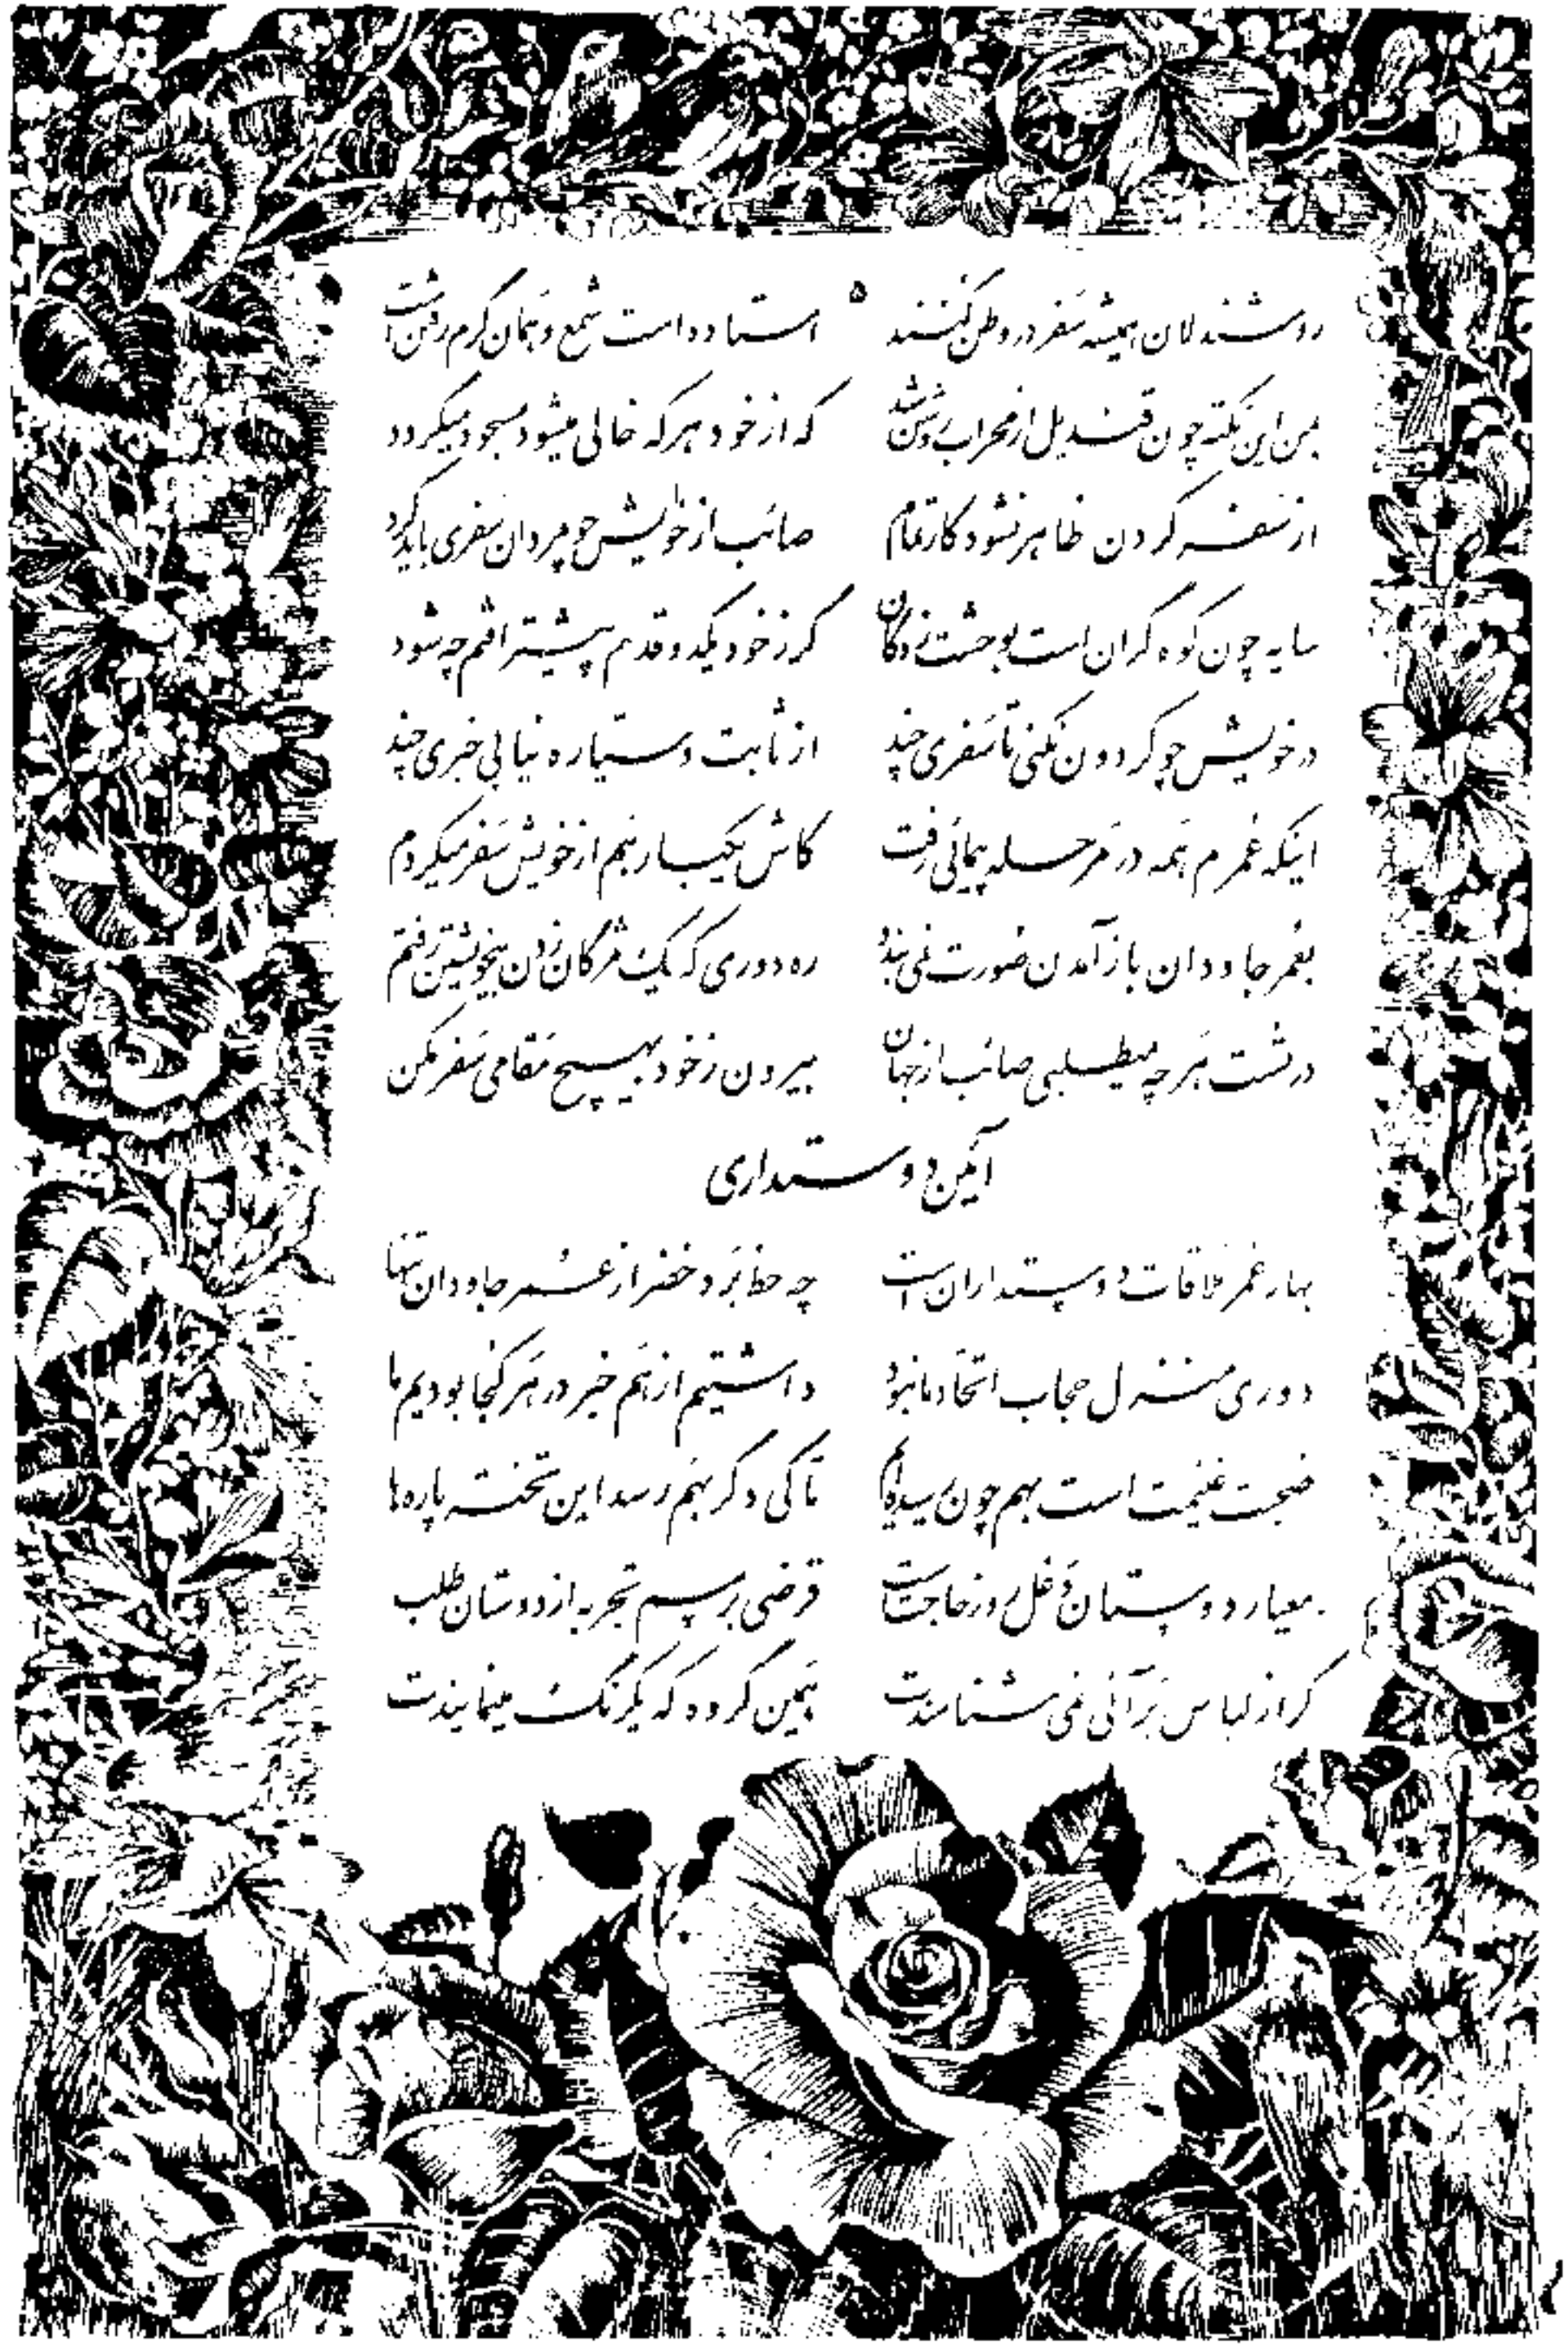 ۵
روشندلان همیشه سفر در وطن کنند استاده است شمع و همان گرم رفتن است
بمن این نکته چون قندیل از محراب روشن شد که از خود هر که خالی میشود مسجود میگردد
از سفر کردن ظاهر نشود کار تمام صائب از خویش چو مردان سفری باید کرد
سایه چون کوه گران است بوحشت زدگان گر ز خود یکدو قدم پیشتر افتم چه شود
در خویش چو گردون نکنی تا سفری چند از ثابت و سیاره نیابی خبری چند
اینکه عمرم همه در مرحله پیمائی رفت کاش یکبار هم از خویش سفر میکردم
بعمر جاودان باز آمدن صورت نمی بندد ره دوری که یک مژگان زدن بیخویشتن رفتم
در تست هر چه میطلبی صائب از جهان بیرون ز خود بهیچ مقامی سفر مکن
آئین دوستداری
بهار عمر ملاقات دوستداران است چه حظ برد خضر از عمر جاودان تنها
دوری منزل حجاب اتحاد ما نبود داشتیم از هم خبر در هر کجا بودیم ما
صحبت غنیمت است بهم چون رسیده‌ایم تا کی دگر بهم رسد این تخته پاره‌ها
معیار دوستان دغل روز حاجت است قرضی برسم تجربه از دوستان طلب
گر از لباس برآئی نمی شناسندت همین گروه که یکرنگ مینمایندت